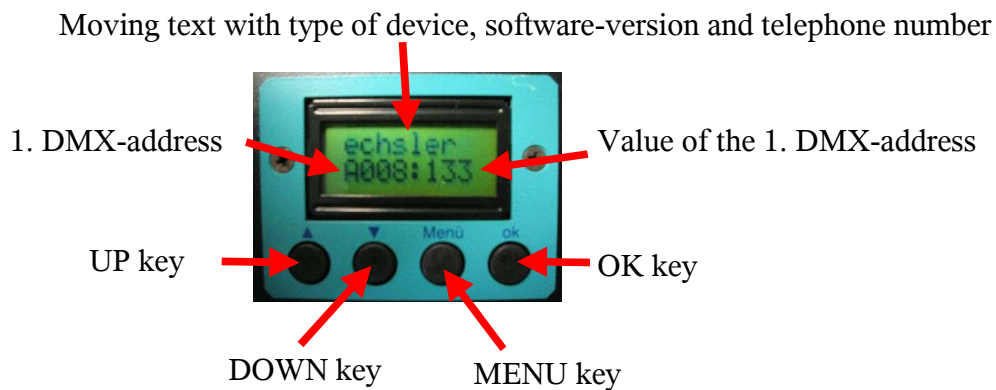 Moving text with type of device, software-version and telephone number
1. DMX-address
echsler
Value of the 1. DMX-address
A008:133
▲ ▼ Menü ok
UP key
OK key
DOWN key
MENU key